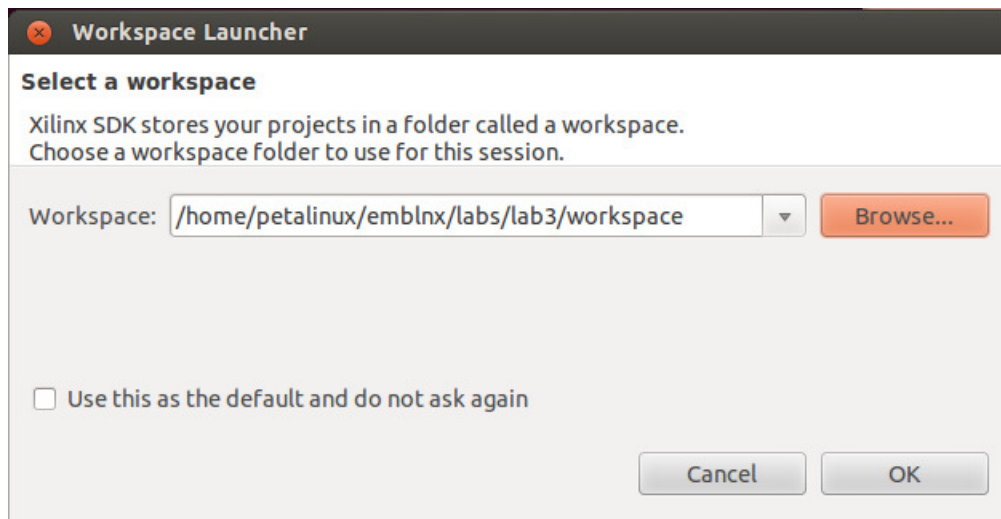 Workspace Launcher
Select a workspace
Xilinx SDK stores your projects in a folder called a workspace.
Choose a workspace folder to use for this session.
Workspace: /home/petalinux/emblnx/labs/lab3/workspace Browse...
Use this as the default and do not ask again
Cancel OK